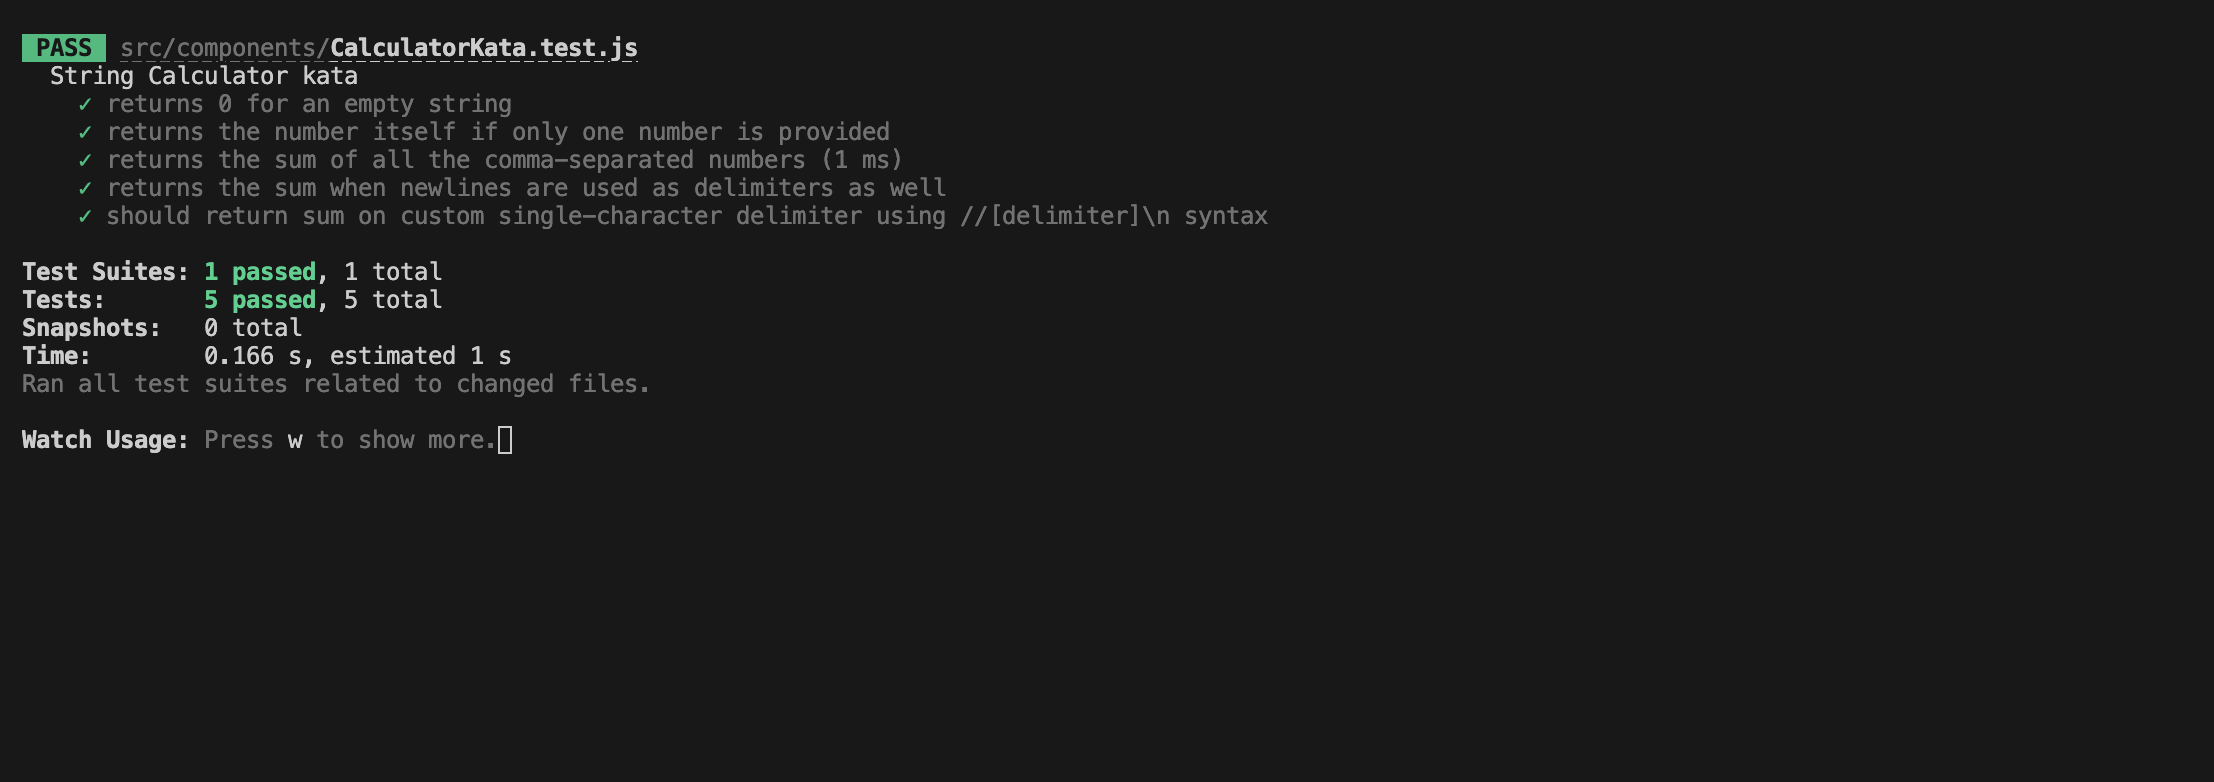 PASS src/components/CalculatorKata.test.js
String Calculator kata
✓ returns 0 for an empty string
✓ returns the number itself if only one number is provided
✓ returns the sum of all the comma-separated numbers (1 ms)
✓ returns the sum when newlines are used as delimiters as well
✓ should return sum on custom single-character delimiter using //[delimiter]\n syntax
Test Suites: 1 passed, 1 total
Tests: 5 passed, 5 total
Snapshots: 0 total
Time: 0.166 s, estimated 1 s
Ran all test suites related to changed files.
Watch Usage: Press w to show more.